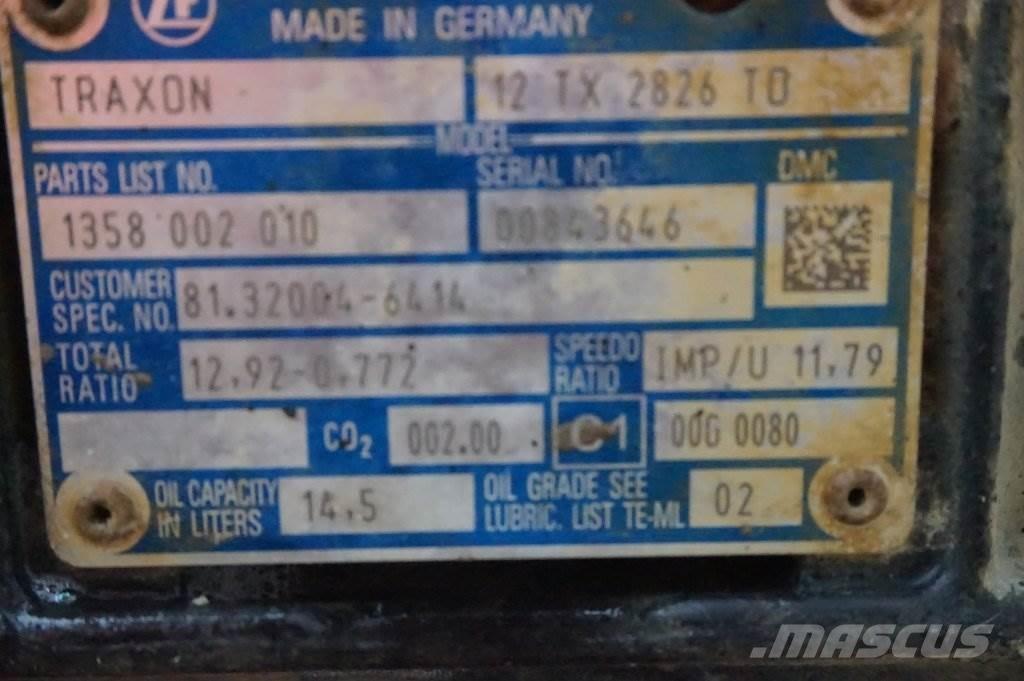 ZF
MADE IN GERMANY
TRAXON 12 TX 2826 TO
MODEL
PARTS LIST NO. SERIAL NO. DMC
1358 002 010 00843646
CUSTOMER SPEC. NO. 81.32004-6414
TOTAL RATIO 12,92-0,772 SPEEDO RATIO IMP/U 11,79
CO2 002.00 C1 00G 0080
OIL CAPACITY IN LITERS 14,5 OIL GRADE SEE LUBRIC. LIST TE-ML 02
MASCUS